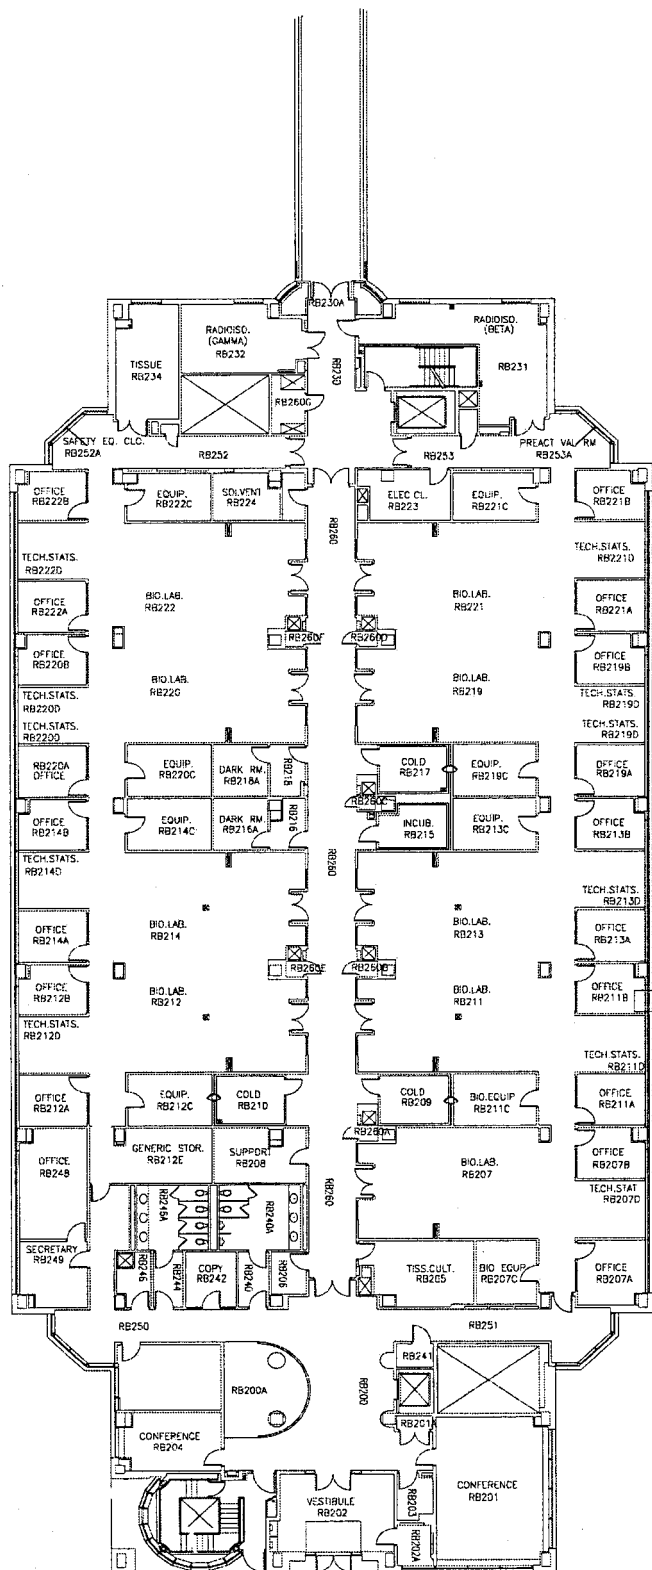 RB230A
RADIOISO.
(GAMMA)
RB232
RADIOISO.
(BETA)
RB231
TISSUE
RB234
RB230
RB260G
SAFETY EQ. CLO.
RB252A
RB252
RB253
PREACT VAL RM
RB253A
OFFICE
RB222B
EQUIP.
RB222C
SOLVENT
RB224
ELEC CL.
RB223
EQUIP.
RB221C
OFFICE
RB221B
RB260
TECH.STATS.
RB222D
TECH.STATS.
RB221D
BIO.LAB.
RB222
BIO.LAB.
RB221
OFFICE
RB222A
OFFICE
RB221A
RB260F
RB260D
OFFICE
RB220B
OFFICE
RB219B
BIO.LAB.
RB220
BIO.LAB.
RB219
TECH.STATS.
RB220D
TECH.STATS.
RB219D
TECH.STATS.
RB220D
TECH.STATS.
RB219D
RB220A
OFFICE
EQUIP.
RB220C
DARK RM.
RB218A
RB218
COLD
RB217
EQUIP.
RB219C
OFFICE
RB219A
RB260C
OFFICE
RB214B
EQUIP.
RB214C
DARK RM.
RB216A
RB216
INCUB.
RB215
EQUIP.
RB213C
OFFICE
RB213B
RB260
TECH.STATS.
RB214D
TECH.STATS.
RB213D
BIO.LAB.
RB214
BIO.LAB.
RB213
OFFICE
RB214A
OFFICE
RB213A
RB260E
RB260B
OFFICE
RB212B
BIO.LAB.
RB212
BIO.LAB.
RB211
OFFICE
RB211B
TECH.STATS.
RB212D
TECH.STATS.
RB211D
OFFICE
RB212A
EQUIP.
RB212C
COLD
RB210
COLD
RB209
BIO.EQUIP
RB211C
OFFICE
RB211A
RB260A
OFFICE
RB248
GENERIC STOR.
RB212E
SUPPORT
RB208
BIO.LAB.
RB207
OFFICE
RB207B
TECH.STAT
RB207D
RB260
RB246A
RB240A
SECRETARY
RB249
RB246
RB244
COPY
RB242
RB240
RB206
TISS.CULT.
RB205
BIO EQUP.
RB207C
OFFICE
RB207A
RB250
RB251
RB241
RB200A
RB200
RB201A
CONFERENCE
RB204
CONFERENCE
RB201
VESTIBULE
RB202
RB203
RB202A